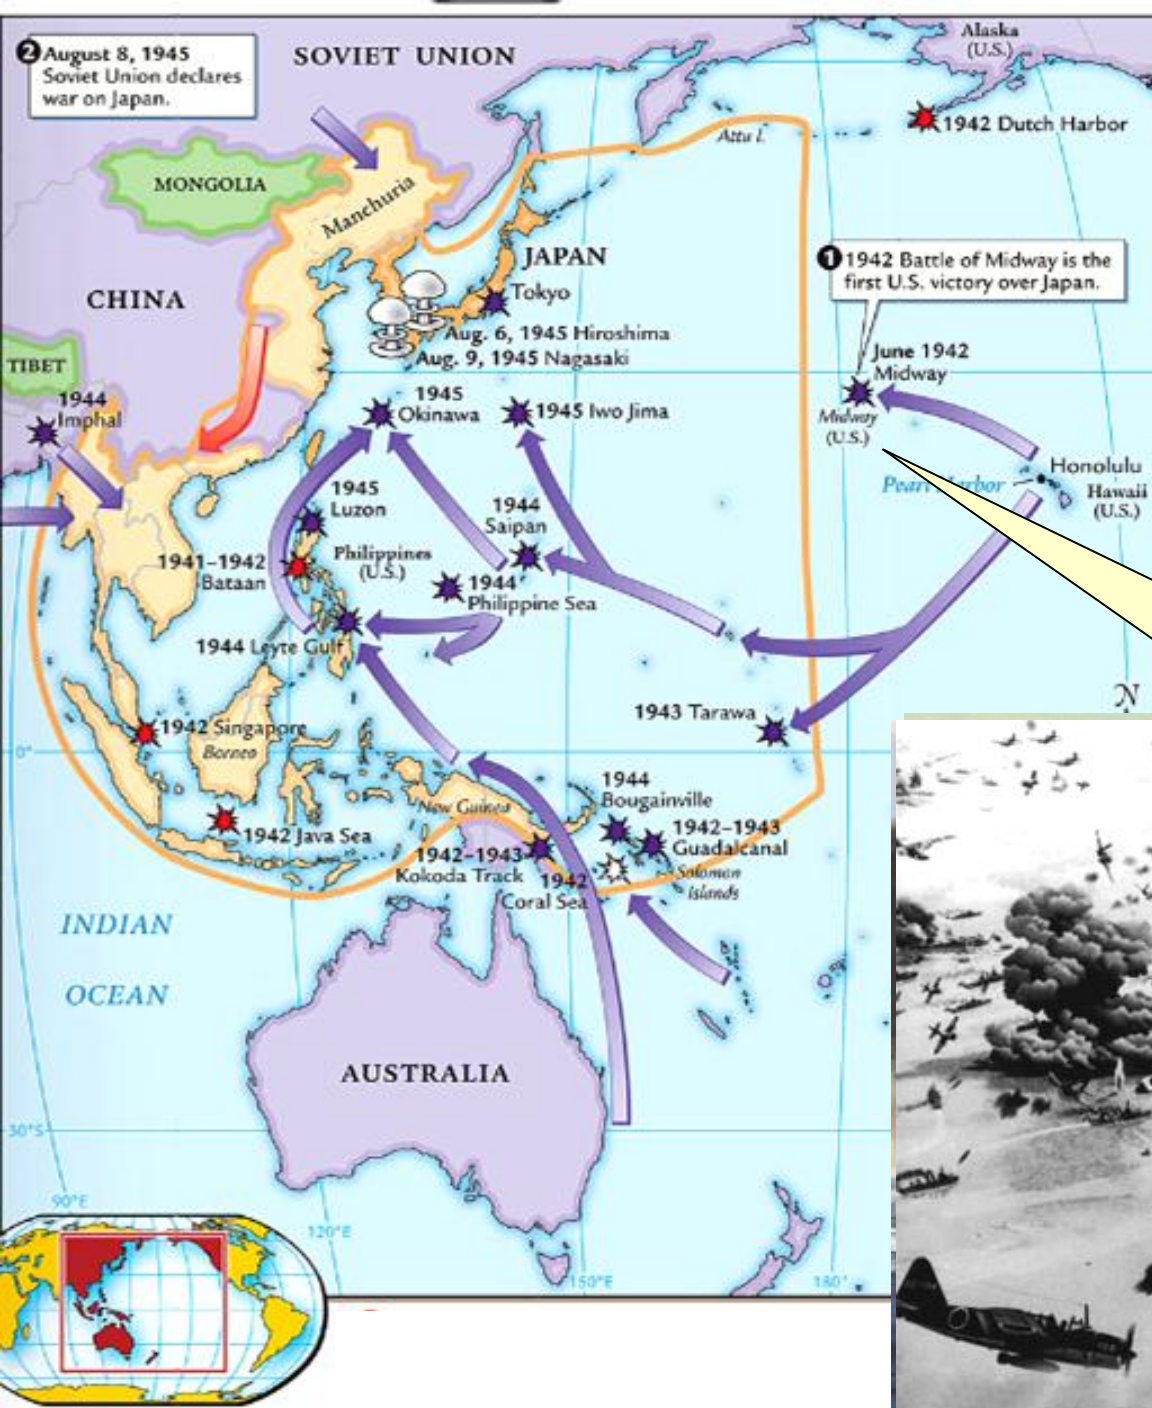 2 August 8, 1945
Soviet Union declares
war on Japan.
SOVIET UNION
Alaska
(U.S.)
1942 Dutch Harbor
Attu I.
MONGOLIA
Manchuria
JAPAN
Tokyo
1 1942 Battle of Midway is the
first U.S. victory over Japan.
CHINA
Aug. 6, 1945 Hiroshima
Aug. 9, 1945 Nagasaki
TIBET
June 1942
Midway
Midway
(U.S.)
1944
Imphal
1945
Okinawa
1945 Iwo Jima
Honolulu
Pearl Harbor
Hawaii
(U.S.)
1945
Luzon
1944
Saipan
1941–1942
Bataan
Philippines
(U.S.)
1944
Philippine Sea
1944 Leyte Gulf
N
1943 Tarawa
1942 Singapore
Borneo
0°
1944
Bougainville
New Guinea
1942 Java Sea
1942–1943
Guadalcanal
1942–1943
Kokoda Track
1942
Coral Sea
Solomon
Islands
INDIAN
OCEAN
AUSTRALIA
30°S
90°E
120°E
150°E
180°